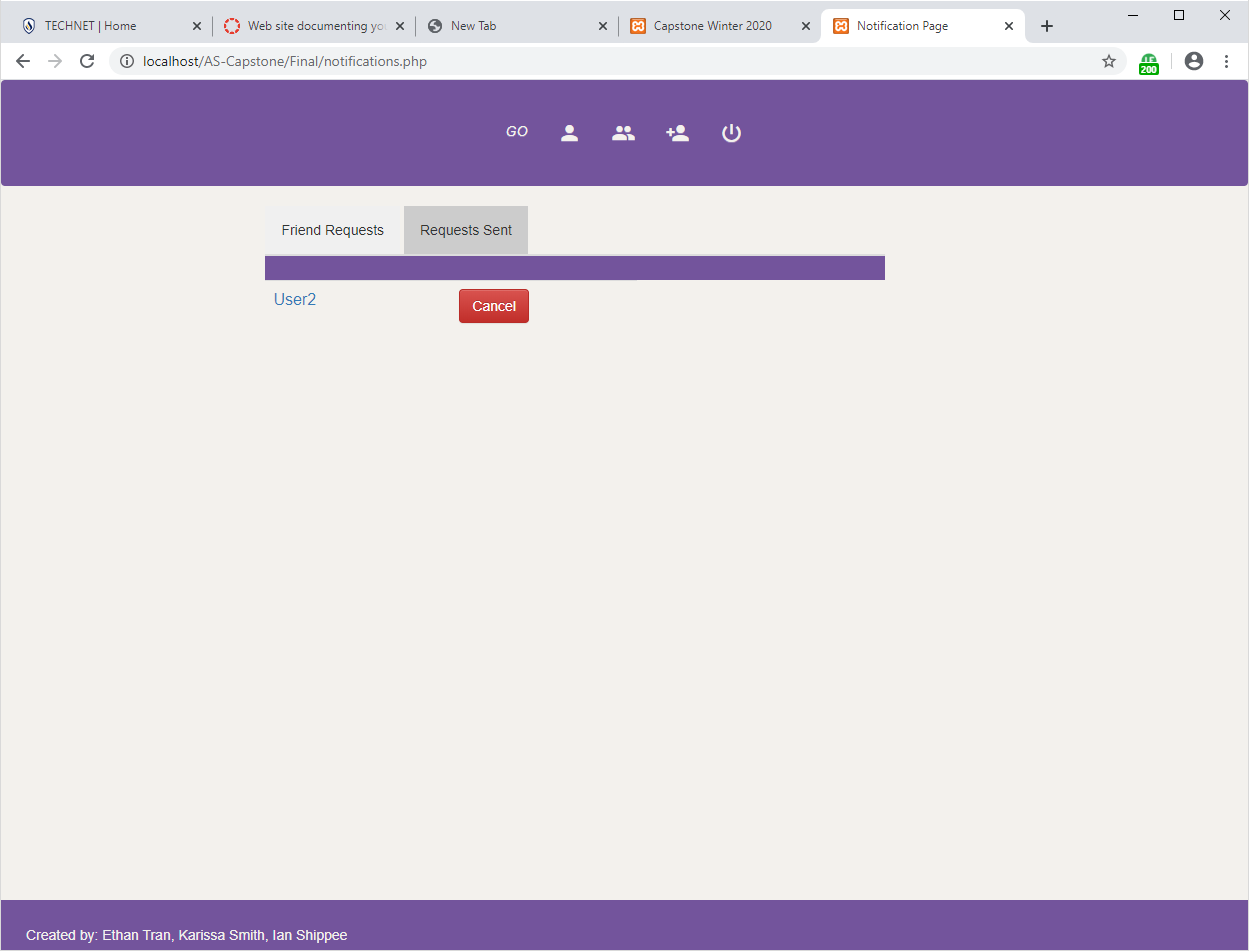 TECHNET | Home
Web site documenting you
New Tab
Capstone Winter 2020
Notification Page
localhost/AS-Capstone/Final/notifications.php
200
GO
Friend Requests
Requests Sent
User2
Cancel
Created by: Ethan Tran, Karissa Smith, Ian Shippee